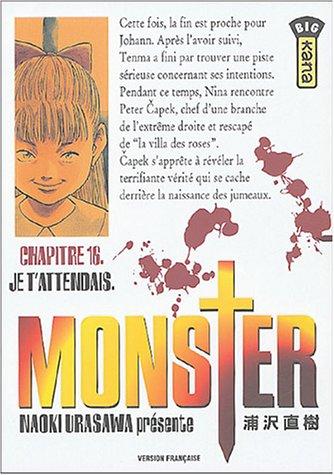 Cette fois, la fin est proche pour
Johann. Après l'avoir suivi,
Tenma a fini par trouver une piste
sérieuse concernant ses intentions.
Pendant ce temps, Nina rencontre
Peter Čapek, chef d'une branche
de l'extrême droite et rescapé
de "la villa des roses".
Čapek s'apprête à révéler la
terrifiante vérité qui se cache
derrière la naissance des jumeaux.
BIG
kana
CHAPITRE 16.
JE T'ATTENDAIS.
MONSTER
NAOKI URASAWA présente
浦沢直樹
VERSION FRANÇAISE